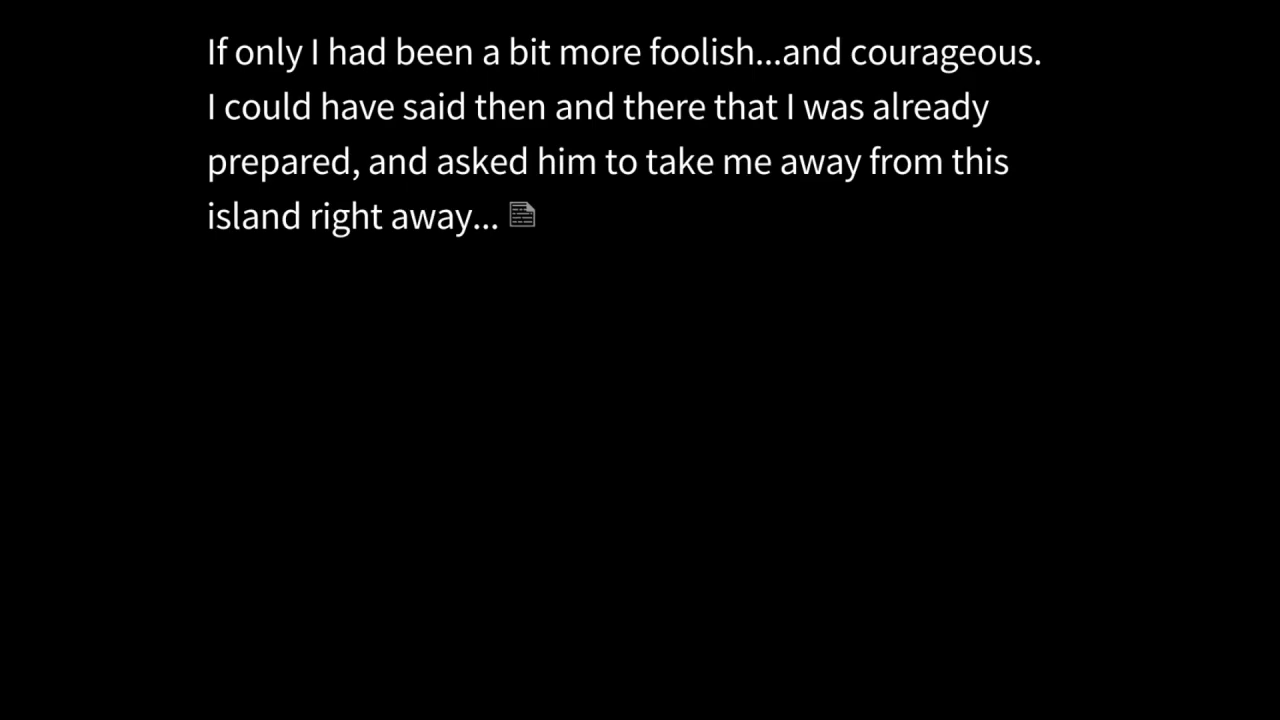 If only I had been a bit more foolish...and courageous.
I could have said then and there that I was already
prepared, and asked him to take me away from this
island right away...